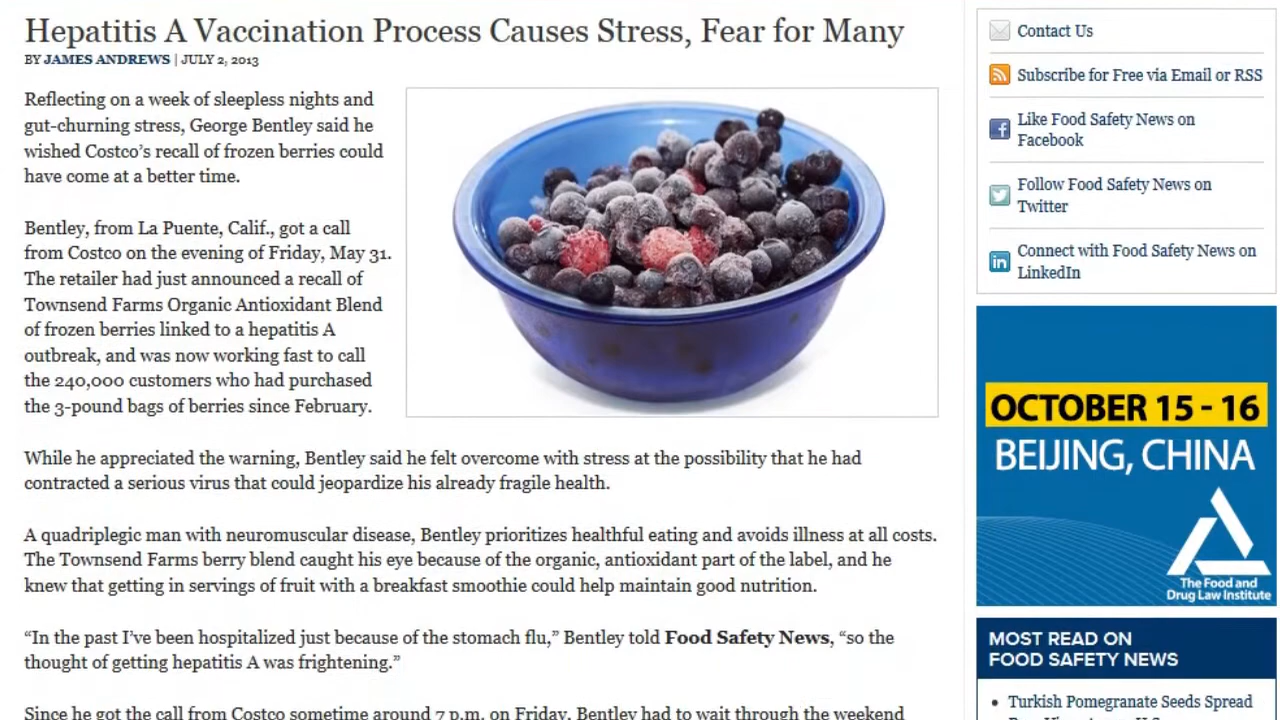 Hepatitis A Vaccination Process Causes Stress, Fear for Many
BY JAMES ANDREWS | JULY 2, 2013
Reflecting on a week of sleepless nights and
gut-churning stress, George Bentley said he
wished Costco’s recall of frozen berries could
have come at a better time.
Bentley, from La Puente, Calif., got a call
from Costco on the evening of Friday, May 31.
The retailer had just announced a recall of
Townsend Farms Organic Antioxidant Blend
of frozen berries linked to a hepatitis A
outbreak, and was now working fast to call
the 240,000 customers who had purchased
the 3-pound bags of berries since February.
While he appreciated the warning, Bentley said he felt overcome with stress at the possibility that he had
contracted a serious virus that could jeopardize his already fragile health.
A quadriplegic man with neuromuscular disease, Bentley prioritizes healthful eating and avoids illness at all costs.
The Townsend Farms berry blend caught his eye because of the organic, antioxidant part of the label, and he
knew that getting in servings of fruit with a breakfast smoothie could help maintain good nutrition.
“In the past I’ve been hospitalized just because of the stomach flu,” Bentley told Food Safety News, “so the
thought of getting hepatitis A was frightening.”
Since he got the call from Costco sometime around 7 p.m. on Friday, Bentley had to wait through the weekend
Contact Us
Subscribe for Free via Email or RSS
Like Food Safety News on
Facebook
Follow Food Safety News on
Twitter
Connect with Food Safety News on
LinkedIn
OCTOBER 15 - 16
BEIJING, CHINA
The Food and
Drug Law Institute
MOST READ ON
FOOD SAFETY NEWS
Turkish Pomegranate Seeds Spread